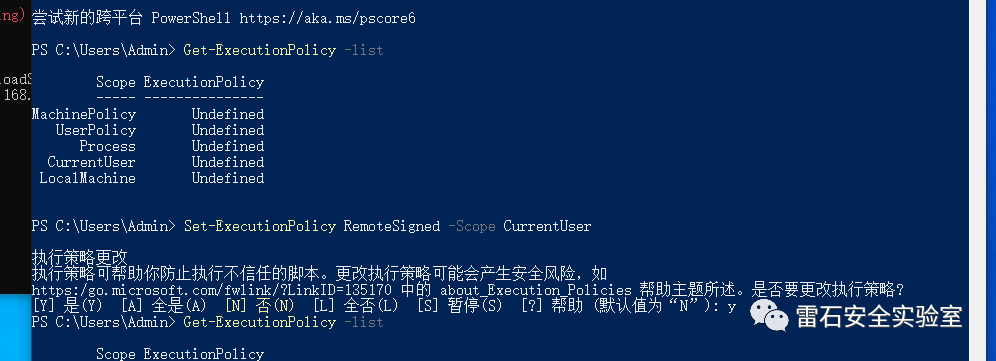 ing)
尝试新的跨平台 PowerShell https://aka.ms/pscore6
PS C:\Users\Admin> Get-ExecutionPolicy -list
Scope ExecutionPolicy
----- ---------------
MachinePolicy Undefined
UserPolicy Undefined
Process Undefined
CurrentUser Undefined
LocalMachine Undefined
loadS
168.
PS C:\Users\Admin> Set-ExecutionPolicy RemoteSigned -Scope CurrentUser
执行策略更改
执行策略可帮助你防止执行不信任的脚本。更改执行策略可能会产生安全风险，如
https:/go.microsoft.com/fwlink/?LinkID=135170 中的 about_Execution_Policies 帮助主题所述。是否要更改执行策略?
[Y] 是(Y)  [A] 全是(A)  [N] 否(N)  [L] 全否(L)  [S] 暂停(S)  [?] 帮助 (默认值为“N”): y
PS C:\Users\Admin> Get-ExecutionPolicy -list
Scope ExecutionPolicy
雷石安全实验室